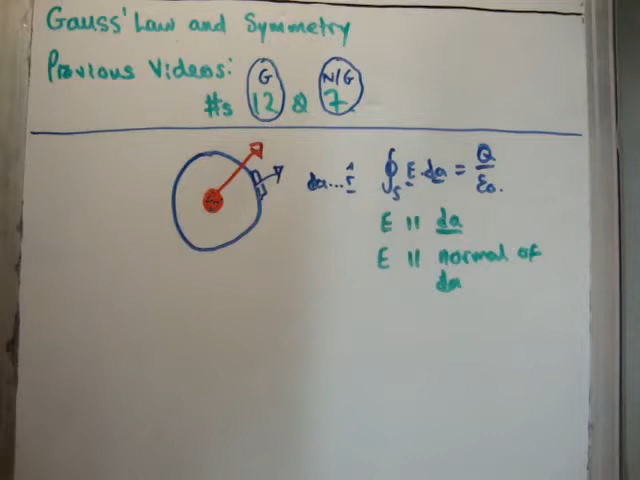 Gauss' Law and Symmetry
Previous Videos: G N/G
#s 12 & 7
da...r̂ ∮s E.da = Q/ε₀.
E || da
E || normal of
da